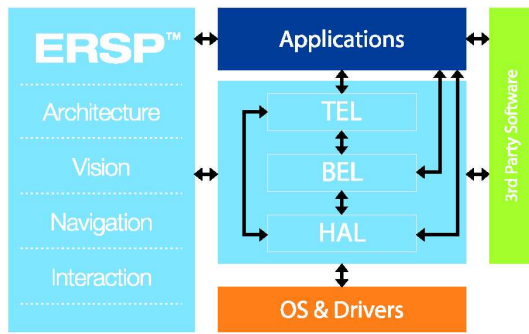 ERSP™
Architecture
Vision
Navigation
Interaction
Applications
TEL
BEL
HAL
OS & Drivers
3rd Party Software